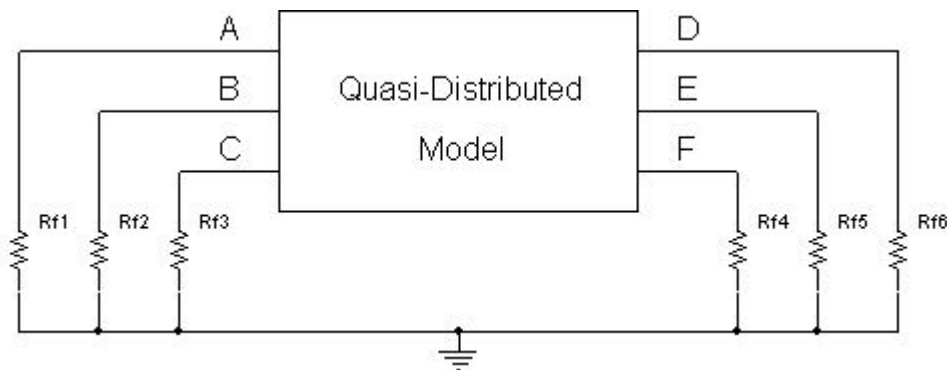 A
D
Quasi-Distributed
B
E
Model
C
F
Rf1
Rf2
Rf3
Rf4
Rf5
Rf6